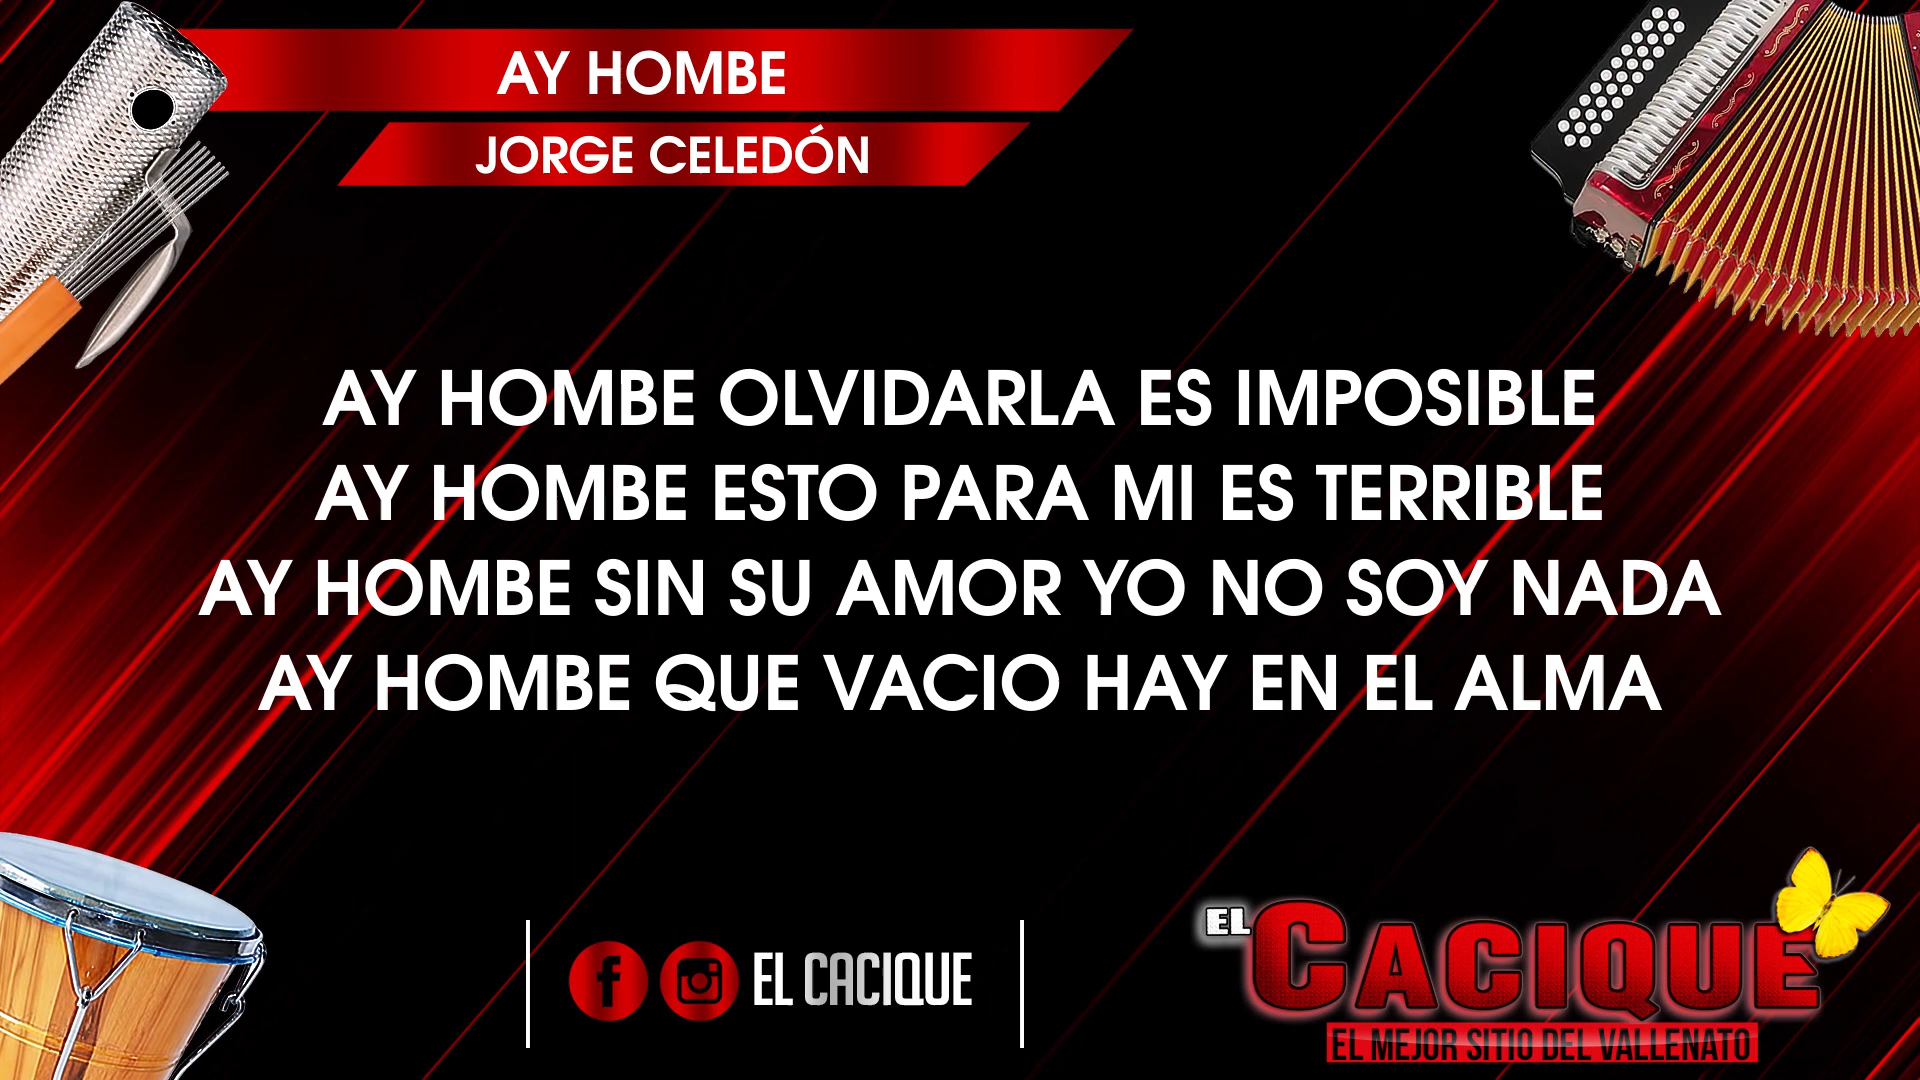 AY HOMBE
JORGE CELEDÓN
AY HOMBE OLVIDARLA ES IMPOSIBLE
AY HOMBE ESTO PARA MI ES TERRIBLE
AY HOMBE SIN SU AMOR YO NO SOY NADA
AY HOMBE QUE VACIO HAY EN EL ALMA
EL CACIQUE
EL CACIQUE
EL MEJOR SITIO DEL VALLENATO